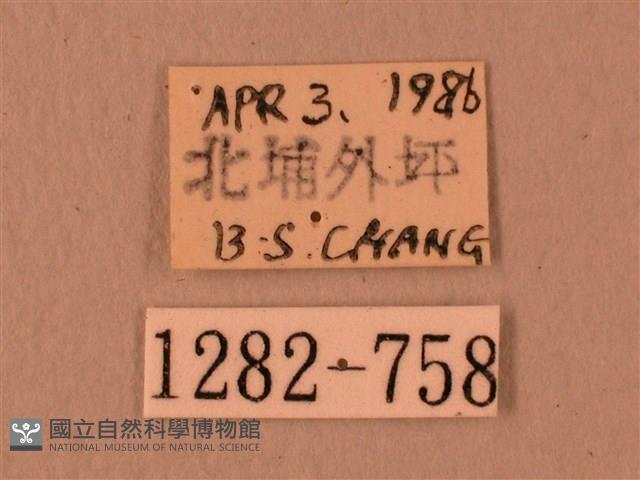 APR 3. 1986
北埔外坪
B.S. CHANG
1282-758
國立自然科學博物館
NATIONAL MUSEUM OF NATURAL SCIENCE